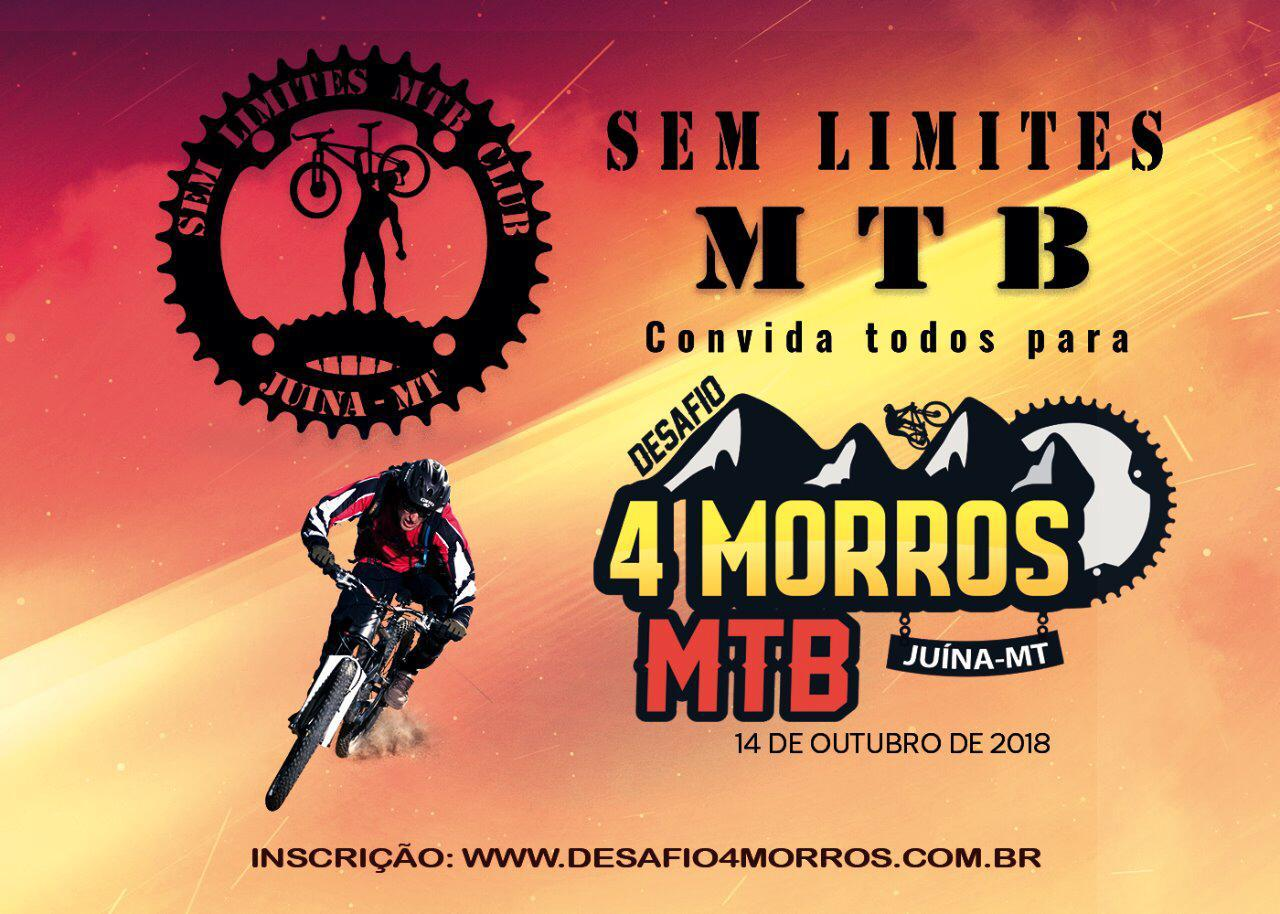 SEM LIMITES MTB CLUB
JUINA - MT
SEM LIMITES
MTB
Convida todos para
DESAFIO
4 MORROS
MTB
JUÍNA-MT
14 DE OUTUBRO DE 2018
INSCRIÇÃO: WWW.DESAFIO4MORROS.COM.BR